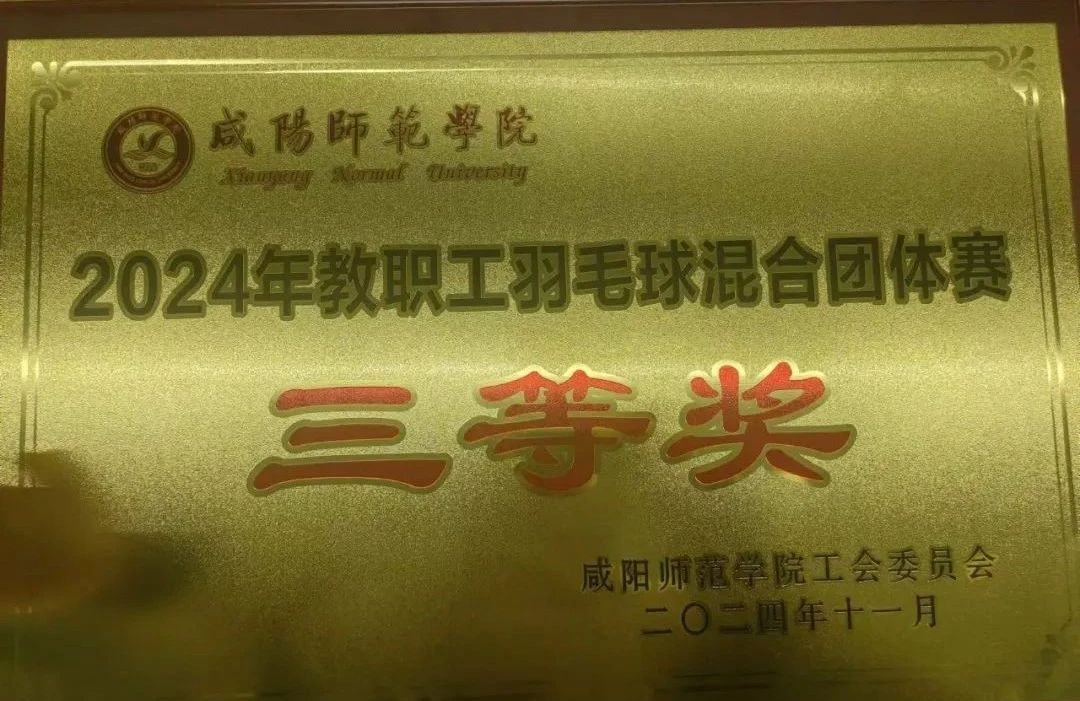 咸陽師範學院
Xianyang Normal University
2024年教职工羽毛球混合团体赛
三等奖
咸阳师范学院工会委员会
二〇二四年十一月